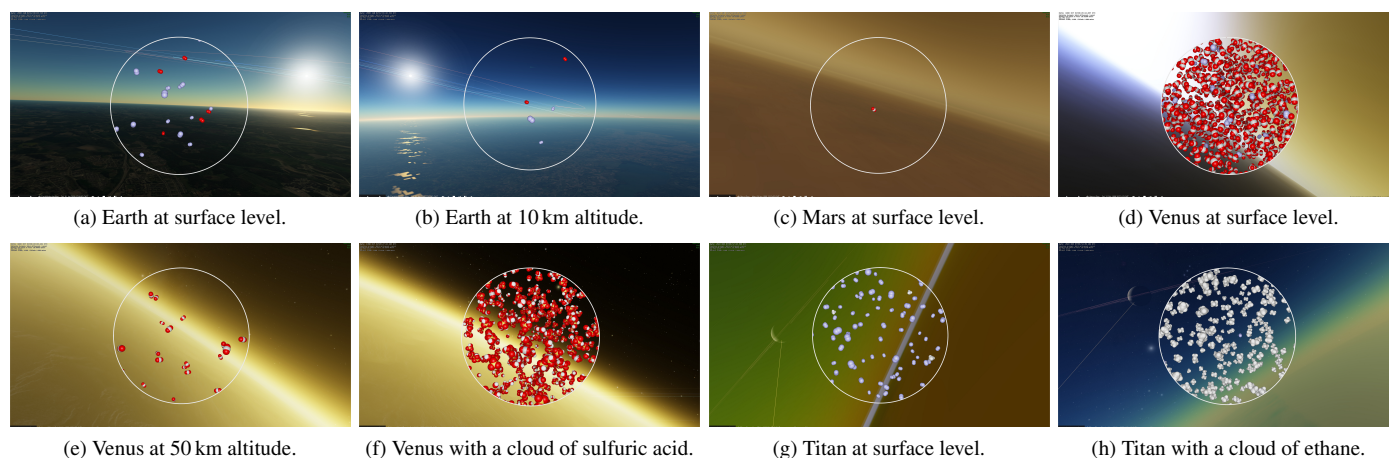 (a) Earth at surface level.
(b) Earth at 10 km altitude.
(c) Mars at surface level.
(d) Venus at surface level.
(e) Venus at 50 km altitude.
(f) Venus with a cloud of sulfuric acid.
(g) Titan at surface level.
(h) Titan with a cloud of ethane.